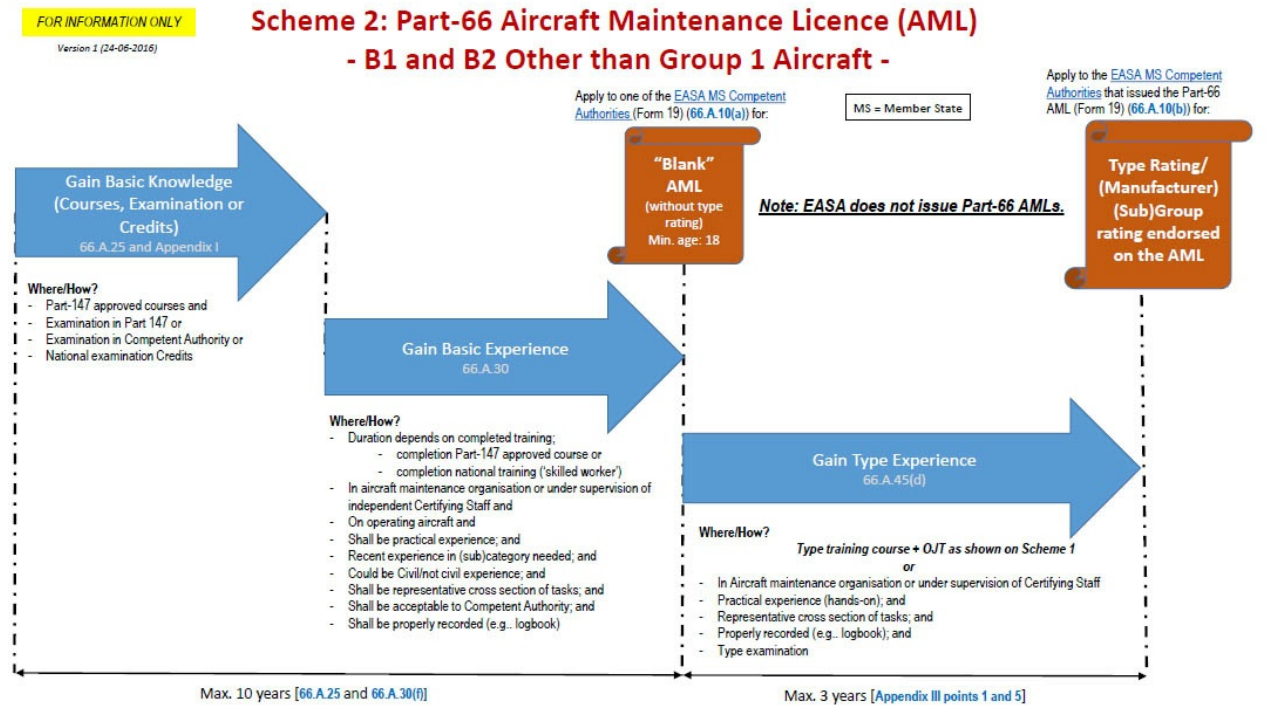 FOR INFORMATION ONLY
Version 1 (24-06-2016)
Scheme 2: Part-66 Aircraft Maintenance Licence (AML)
- B1 and B2 Other than Group 1 Aircraft -
Apply to one of the EASA MS Competent
Authorities (Form 19) (66.A.10(a)) for:
MS = Member State
Apply to the EASA MS Competent
Authorities that issued the Part-66
AML (Form 19) (66.A.10(b)) for:
"Blank"
AML
(without type
rating)
Min. age: 18
Note: EASA does not issue Part-66 AMLs.
Type Rating/
(Manufacturer)
(Sub)Group
rating endorsed
on the AML
Gain Basic Knowledge
(Courses, Examination or
Credits)
66.A.25 and Appendix I
Where/How?
- Part-147 approved courses and
- Examination in Part 147 or
- Examination in Competent Authority or
- National examination Credits
Gain Basic Experience
66.A.30
Where/How?
- Duration depends on completed training;
- completion Part-147 approved course or
- completion national training ('skilled worker')
- In aircraft maintenance organisation or under supervision of
independent Certifying Staff and
- On operating aircraft and
- Shall be practical experience; and
- Recent experience in (sub)category needed; and
- Could be Civil/not civil experience; and
- Shall be representative cross section of tasks; and
- Shall be acceptable to Competent Authority; and
- Shall be properly recorded (e.g.. logbook)
Gain Type Experience
66.A.45(d)
Where/How?
Type training course + OJT as shown on Scheme 1
or
- In Aircraft maintenance organisation or under supervision of Certifying Staff
- Practical experience (hands-on); and
- Representative cross section of tasks; and
- Properly recorded (e.g.. logbook); and
- Type examination
Max. 10 years [66.A.25 and 66.A.30(f)]
Max. 3 years [Appendix III points 1 and 5]